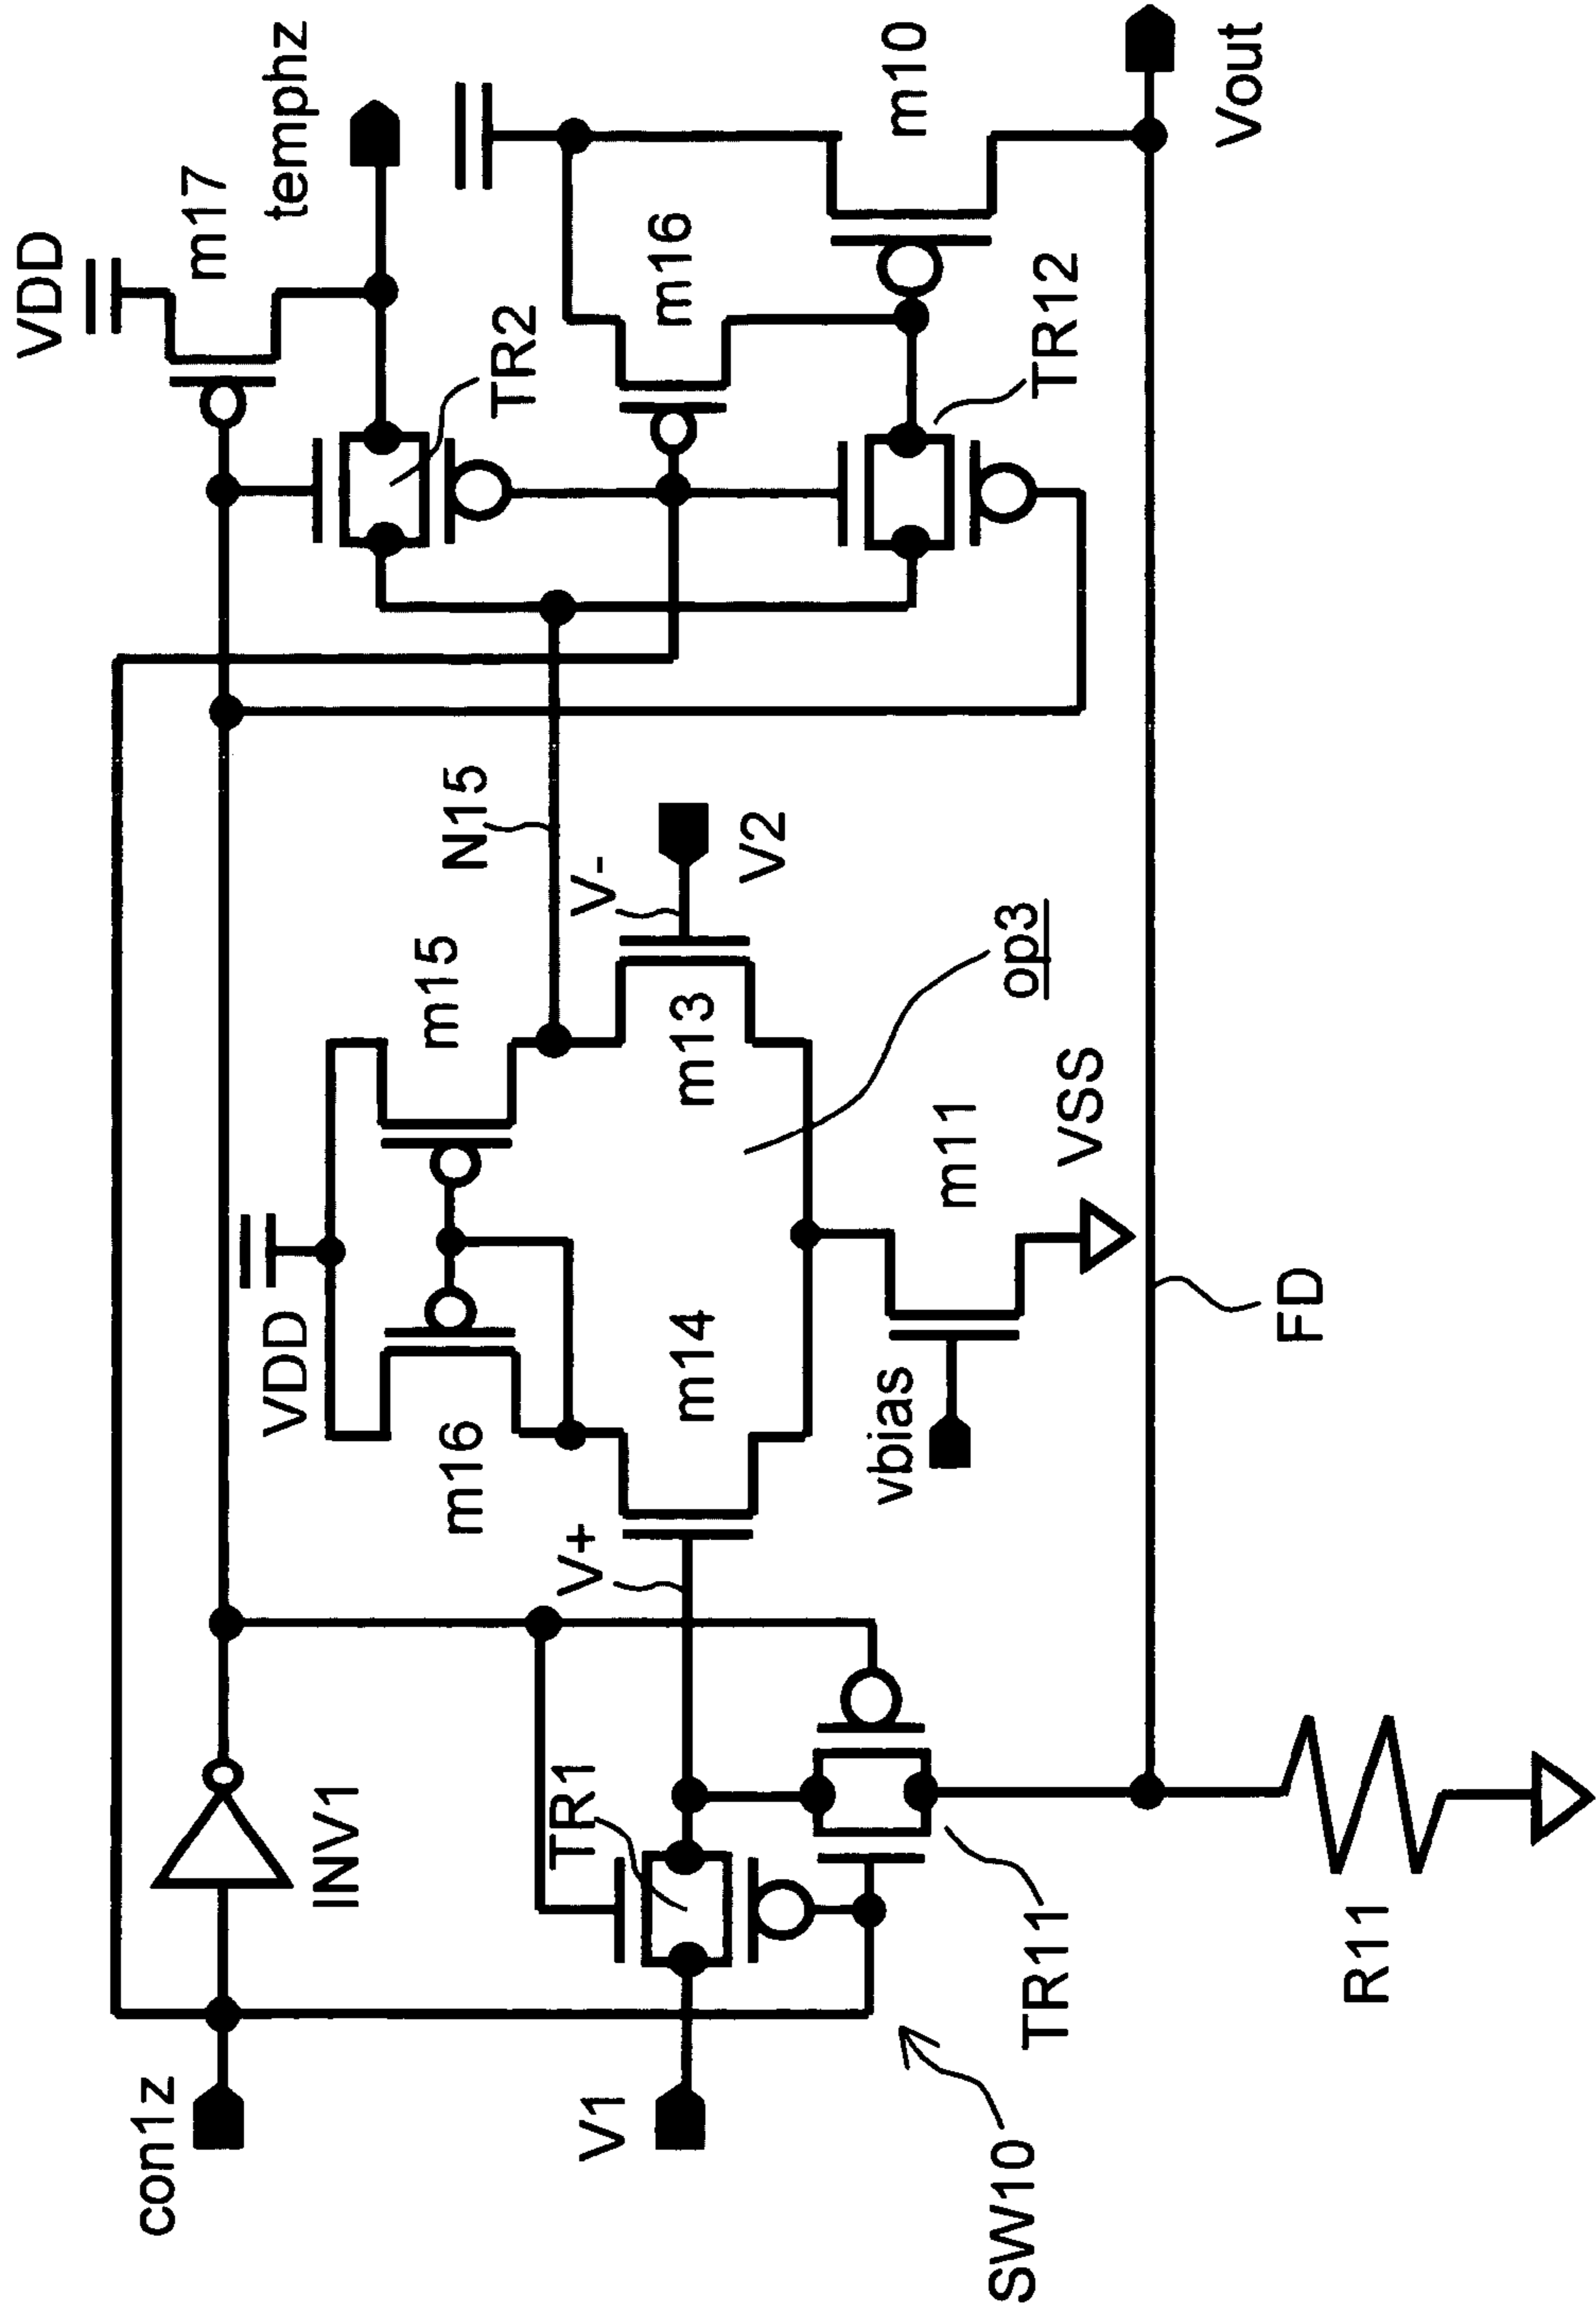 VDD
m17
temphz
con1z
INV1
VDD
m16
m15
N15
TR2
m16
m10
V+
V-
V1
TR1
m14
m13
V2
TR12
vbias
m11
op3
VSS
SW10
TR11
FD
Vout
R11